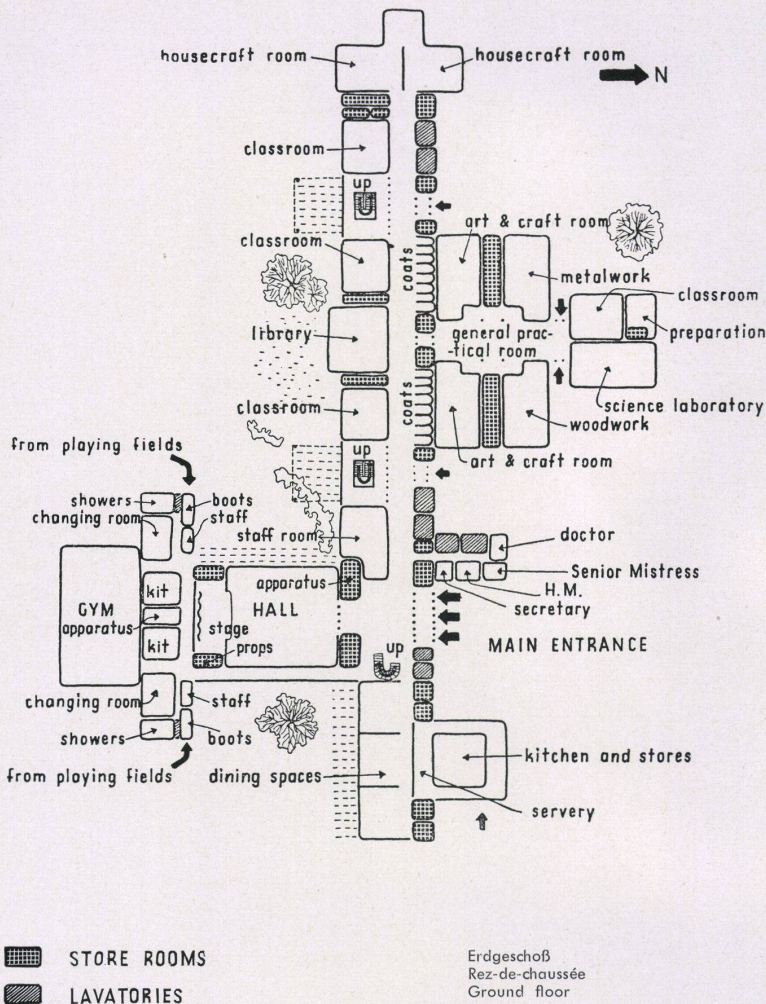 housecraft room
housecraft room
N
classroom
up
art & craft room
classroom
coats
metalwork
classroom
library
general prac-
-tical room
preparation
classroom
coats
science laboratory
woodwork
from playing fields
up
art & craft room
showers
boots
changing room
staff
staff room
doctor
apparatus
Senior Mistress
GYM
kit
HALL
H.M.
secretary
apparatus
stage
kit
props
up
MAIN ENTRANCE
changing room
staff
showers
boots
from playing fields
dining spaces
kitchen and stores
servery
STORE ROOMS
LAVATORIES
Erdgeschoß
Rez-de-chaussée
Ground floor